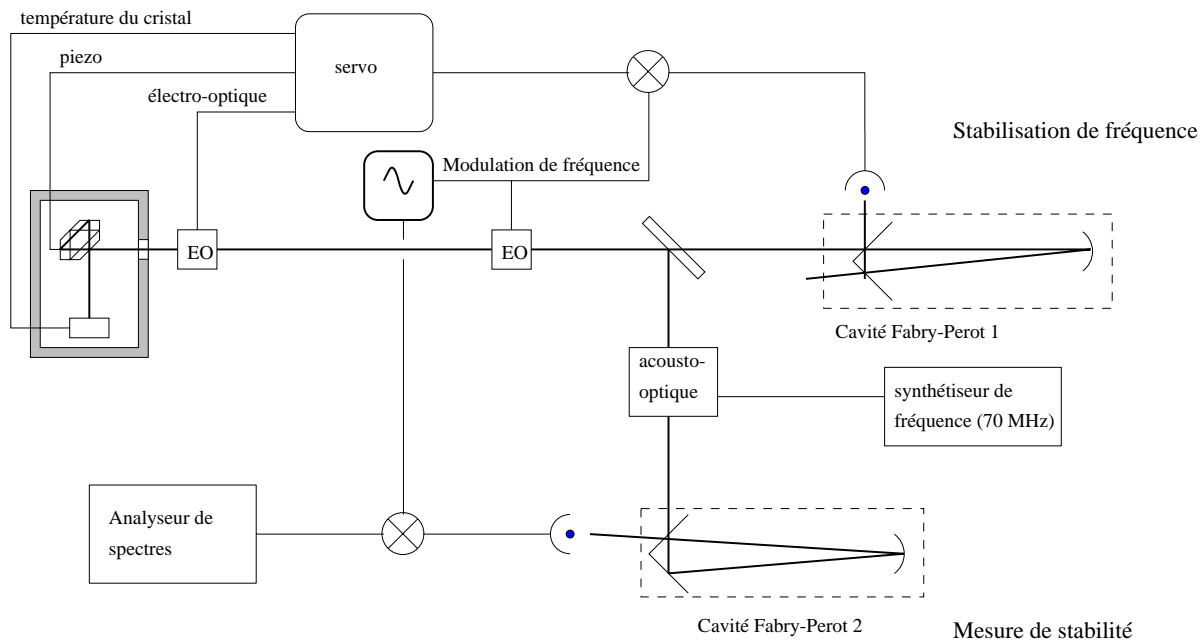 température du cristal
piezo
servo
électro-optique
Stabilisation de fréquence
Modulation de fréquence
EO
EO
Cavité Fabry-Perot 1
acousto-
optique
synthétiseur de
fréquence (70 MHz)
Analyseur de
spectres
Cavité Fabry-Perot 2
Mesure de stabilité